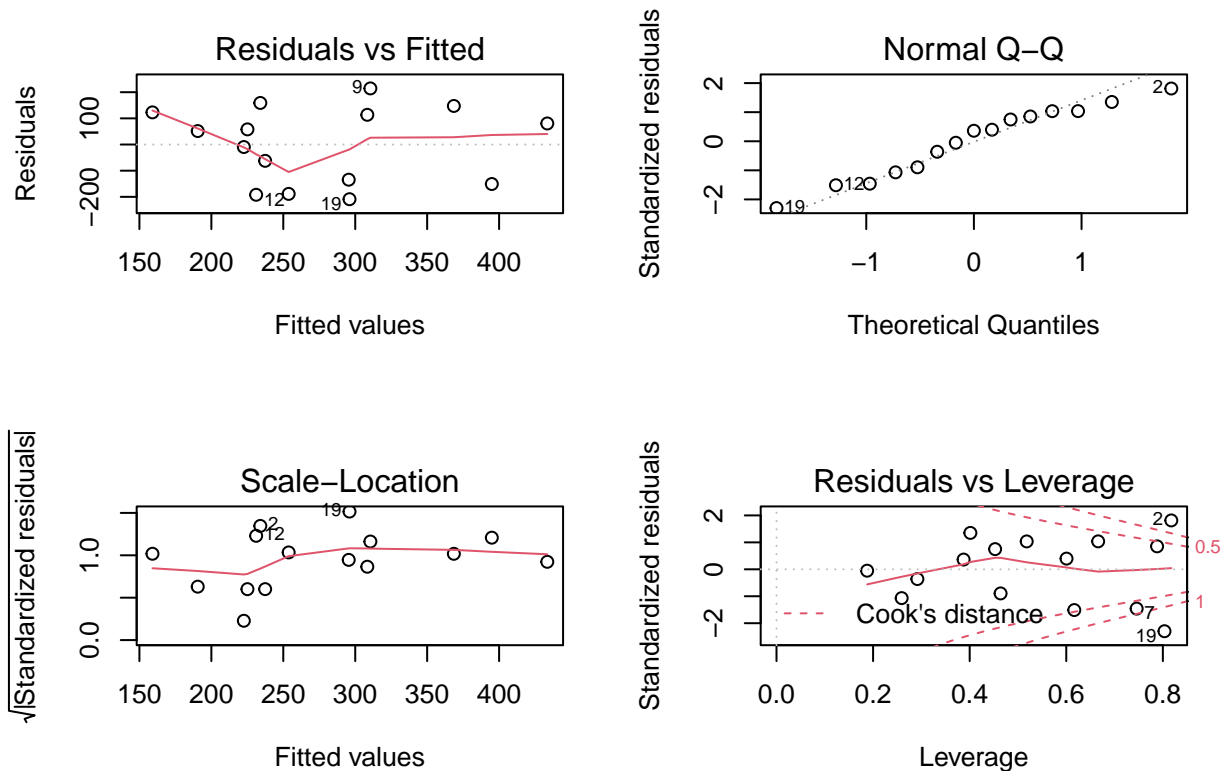 Residuals vs Fitted
Residuals
100
−200
9
12
19
150 200 250 300 350 400
Fitted values
Normal Q−Q
Standardized residuals
2
0
−2
2
12
19
−1 0 1
Theoretical Quantiles
Scale−Location
√|Standardized residuals|
1.0
0.0
19
2
12
150 200 250 300 350 400
Fitted values
Residuals vs Leverage
Standardized residuals
2
0
−2
2
0.5
1
Cook's distance
7
19
0.0 0.2 0.4 0.6 0.8
Leverage